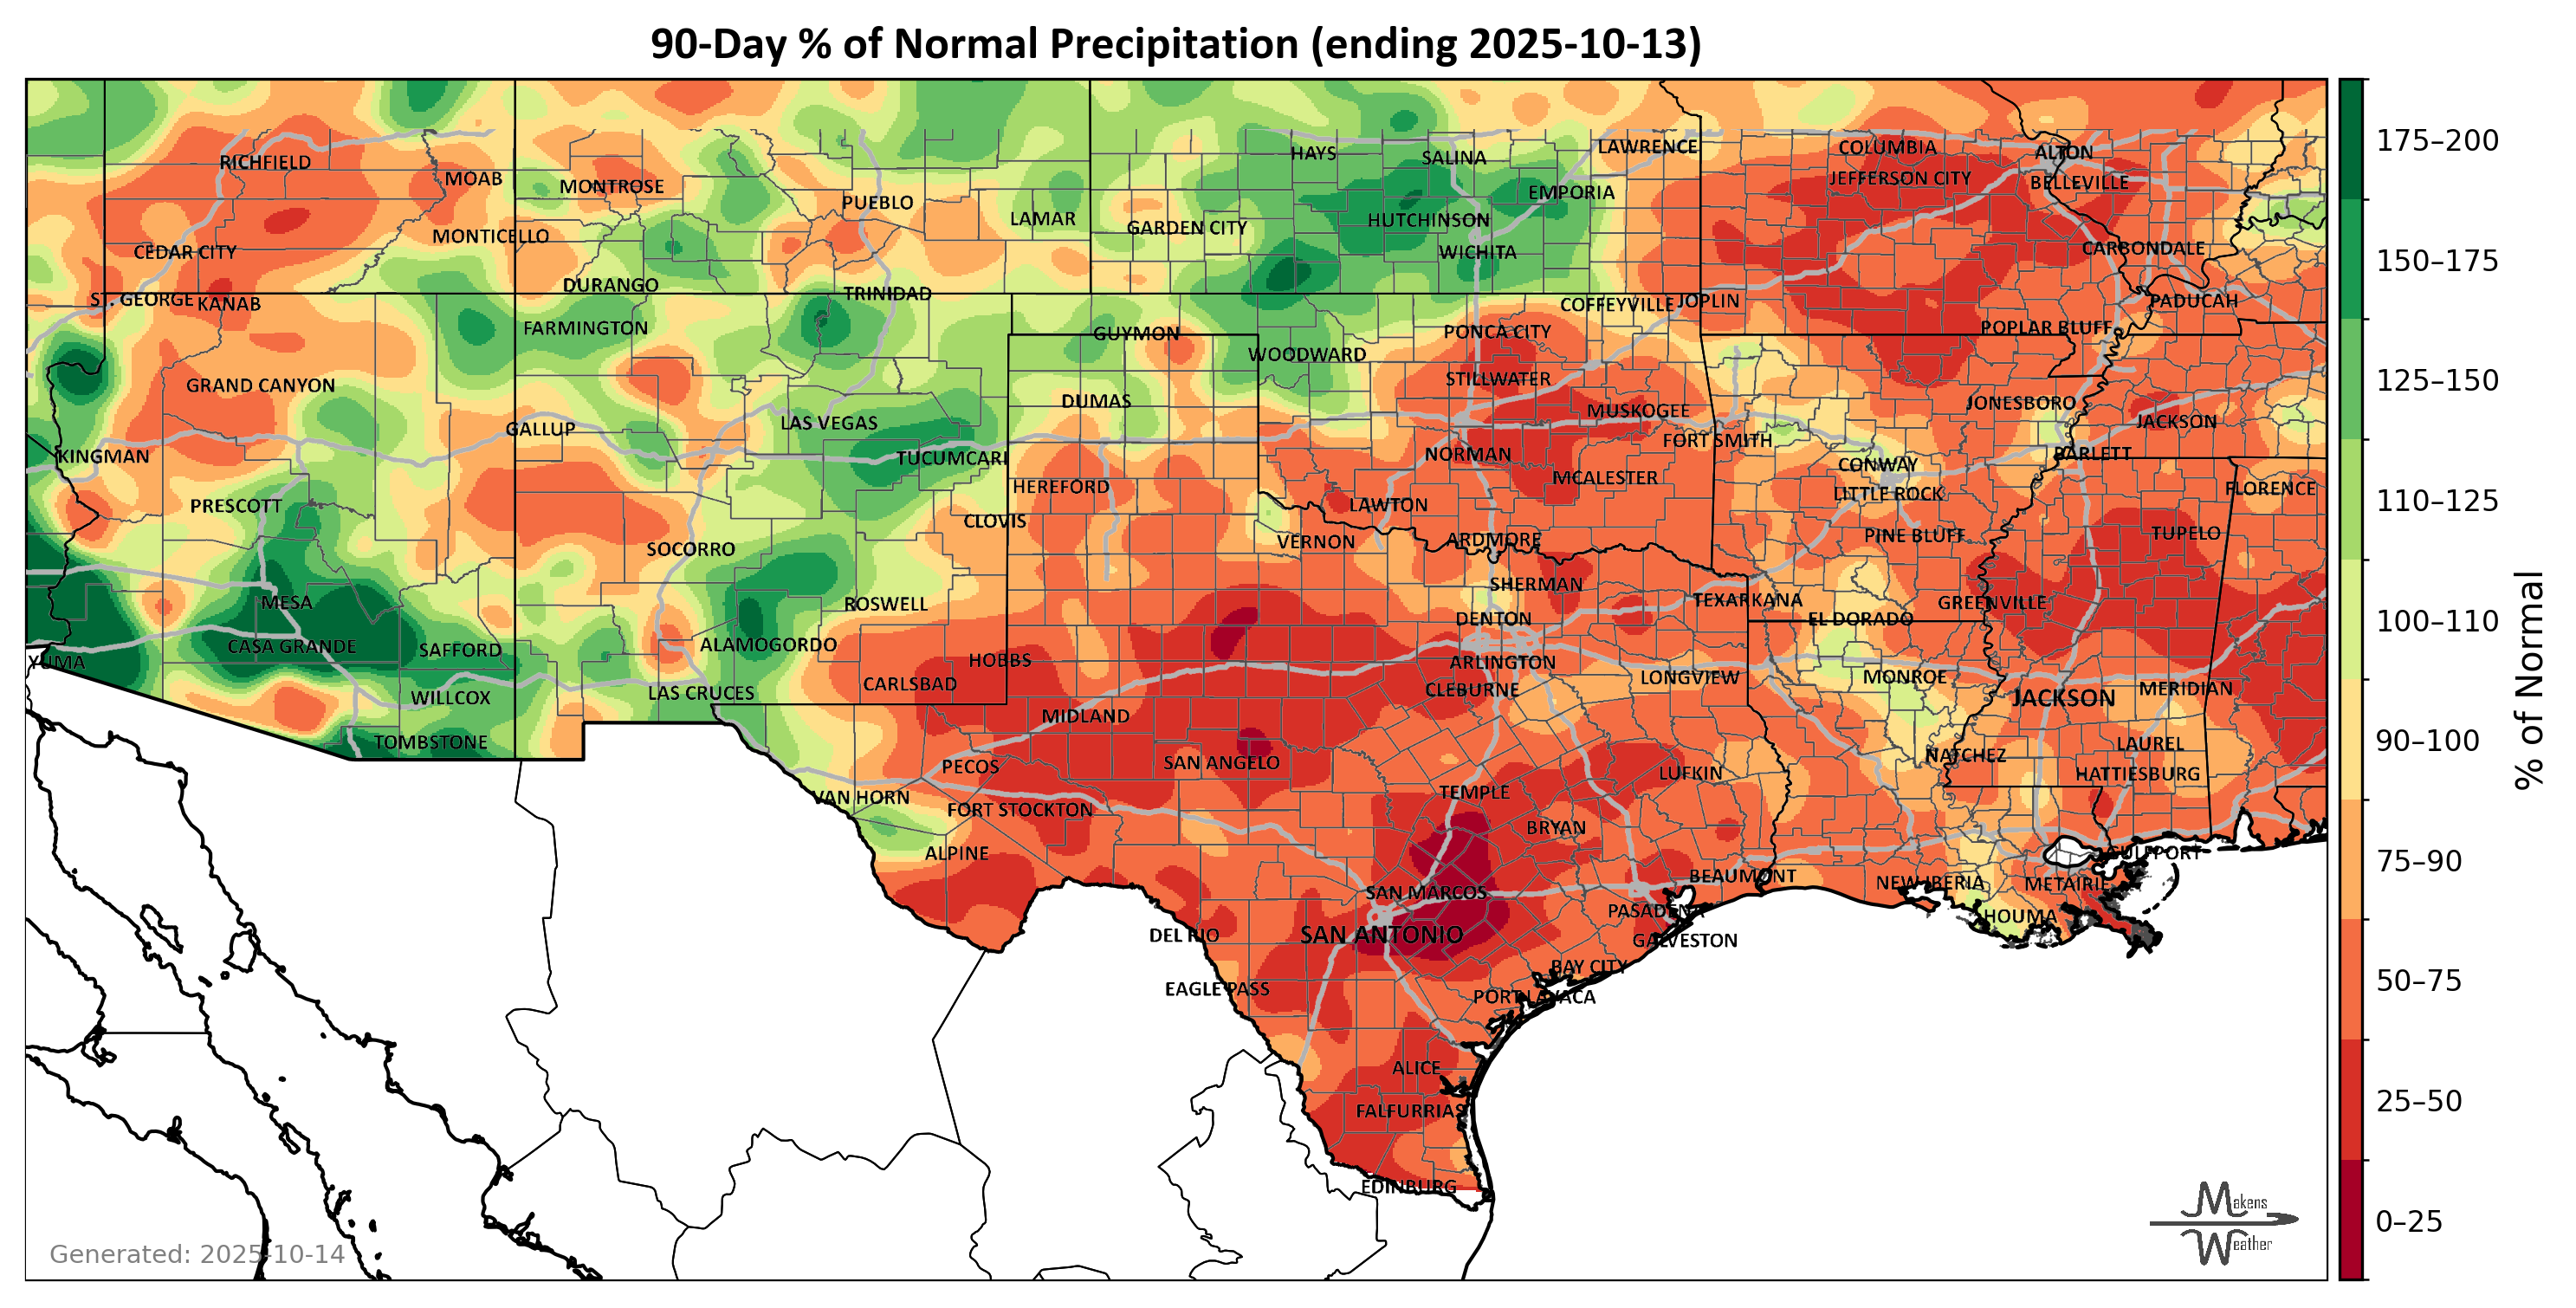 90-Day % of Normal Precipitation (ending 2025-10-13)
RICHFIELD
MOAB
MONTROSE
PUEBLO
LAMAR
HAYS
SALINA
LAWRENCE
COLUMBIA
ALTON
EMPORIA
JEFFERSON CITY
BELLEVILLE
CEDAR CITY
MONTICELLO
GARDEN CITY
HUTCHINSON
WICHITA
CARBONDALE
ST. GEORGE
KANAB
DURANGO
TRINIDAD
COFFEYVILLE
JOPLIN
PADUCAH
FARMINGTON
GUYMON
PONCA CITY
POPLAR BLUFF
WOODWARD
GRAND CANYON
STILLWATER
DUMAS
MUSKOGEE
JONESBORO
JACKSON
GALLUP
LAS VEGAS
FORT SMITH
KINGMAN
TUCUMCARI
NORMAN
BARLETT
CONWAY
MCALESTER
HEREFORD
LITTLE ROCK
FLORENCE
PRESCOTT
LAWTON
CLOVIS
SOCORRO
VERNON
ARDMORE
PINE BLUFF
TUPELO
SHERMAN
MESA
ROSWELL
TEXARKANA
GREENVILLE
DENTON
EL DORADO
CASA GRANDE
SAFFORD
ALAMOGORDO
YUMA
HOBBS
ARLINGTON
LONGVIEW
MONROE
WILLCOX
LAS CRUCES
CARLSBAD
CLEBURNE
JACKSON
MERIDIAN
MIDLAND
TOMBSTONE
PECOS
SAN ANGELO
LUFKIN
NATCHEZ
LAUREL
HATTIESBURG
VAN HORN
FORT STOCKTON
TEMPLE
BRYAN
ALPINE
GULFPORT
SAN MARCOS
BEAUMONT
NEW IBERIA
METAIRIE
PASADENA
HOUMA
DEL RIO
SAN ANTONIO
GALVESTON
BAY CITY
EAGLE PASS
PORT LAVACA
ALICE
FALFURRIAS
EDINBURG
Generated: 2025-10-14
Makens
Weather
175–200
150–175
125–150
110–125
100–110
90–100
75–90
50–75
25–50
0–25
% of Normal